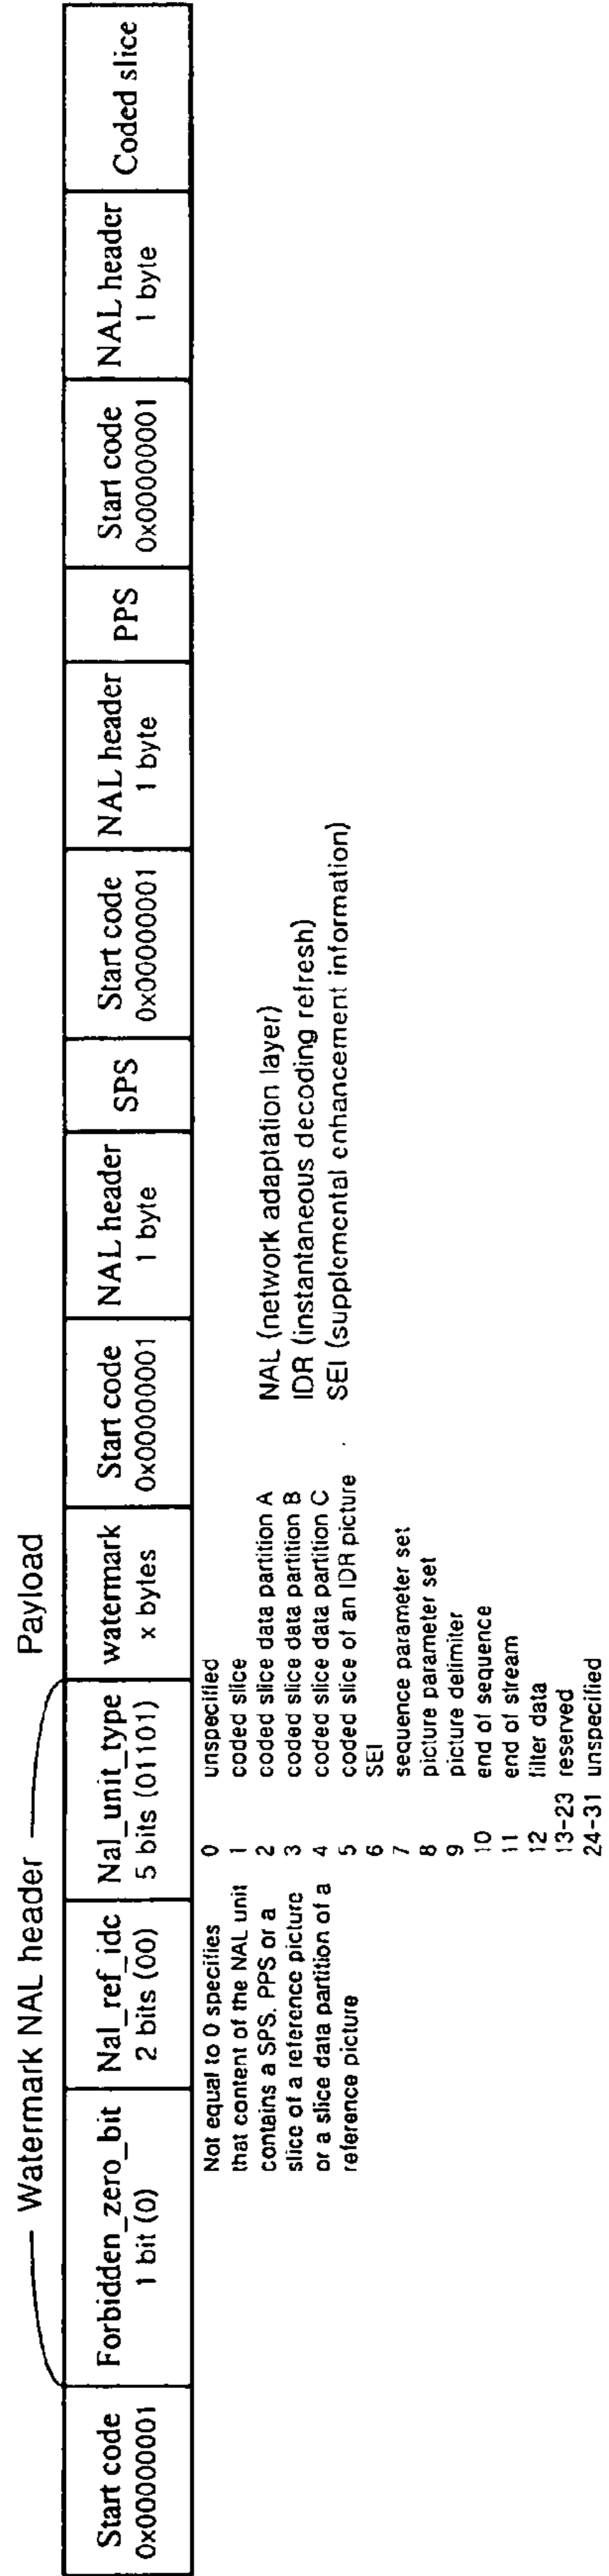 Watermark NAL header
Payload
Start code
0x00000001
Forbidden_zero_bit
1 bit (0)
Nal_ref_idc
2 bits (00)
Nal_unit_type
5 bits (01101)
watermark
x bytes
Start code
0x00000001
NAL header
1 byte
SPS
Start code
0x00000001
NAL header
1 byte
PPS
Start code
0x00000001
NAL header
1 byte
Coded slice
Not equal to 0 specifies
that content of the NAL unit
contains a SPS, PPS or a
slice of a reference picture
or a slice data partition of a
reference picture
0 unspecified
1 coded slice
2 coded slice data partition A
3 coded slice data partition B
4 coded slice data partition C
5 coded slice of an IDR picture
6 SEI
7 sequence parameter set
8 picture parameter set
9 picture delimiter
10 end of sequence
11 end of stream
12 filter data
13-23 reserved
24-31 unspecified
NAL (network adaptation layer)
IDR (instantaneous decoding refresh)
SEI (supplemental enhancement information)